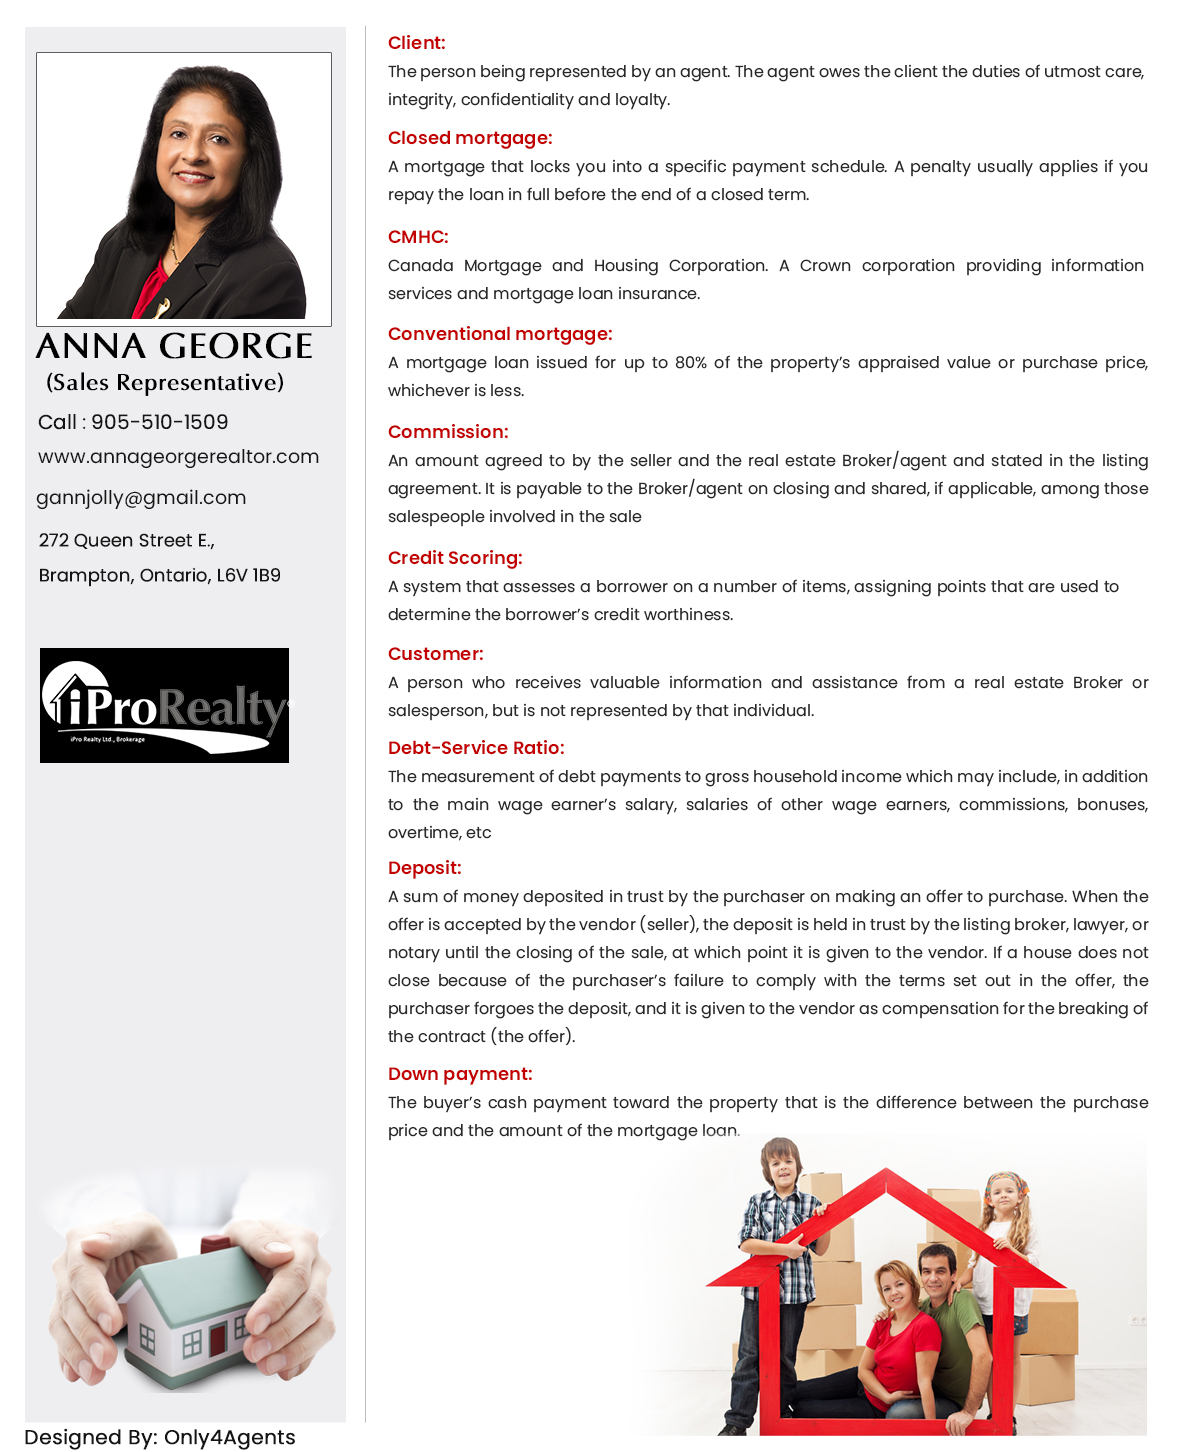 ANNA GEORGE
(Sales Representative)
Call : 905-510-1509
www.annageorgerealtor.com
gannjolly@gmail.com
272 Queen Street E.,
Brampton, Ontario, L6V 1B9
iProRealty
iPro Realty Ltd., Brokerage
Client:
The person being represented by an agent. The agent owes the client the duties of utmost care,
integrity, confidentiality and loyalty.
Closed mortgage:
A mortgage that locks you into a specific payment schedule. A penalty usually applies if you
repay the loan in full before the end of a closed term.
CMHC:
Canada Mortgage and Housing Corporation. A Crown corporation providing information
services and mortgage loan insurance.
Conventional mortgage:
A mortgage loan issued for up to 80% of the property’s appraised value or purchase price,
whichever is less.
Commission:
An amount agreed to by the seller and the real estate Broker/agent and stated in the listing
agreement. It is payable to the Broker/agent on closing and shared, if applicable, among those
salespeople involved in the sale
Credit Scoring:
A system that assesses a borrower on a number of items, assigning points that are used to
determine the borrower’s credit worthiness.
Customer:
A person who receives valuable information and assistance from a real estate Broker or
salesperson, but is not represented by that individual.
Debt-Service Ratio:
The measurement of debt payments to gross household income which may include, in addition
to the main wage earner’s salary, salaries of other wage earners, commissions, bonuses,
overtime, etc
Deposit:
A sum of money deposited in trust by the purchaser on making an offer to purchase. When the
offer is accepted by the vendor (seller), the deposit is held in trust by the listing broker, lawyer, or
notary until the closing of the sale, at which point it is given to the vendor. If a house does not
close because of the purchaser’s failure to comply with the terms set out in the offer, the
purchaser forgoes the deposit, and it is given to the vendor as compensation for the breaking of
the contract (the offer).
Down payment:
The buyer’s cash payment toward the property that is the difference between the purchase
price and the amount of the mortgage loan.
Designed By: Only4Agents